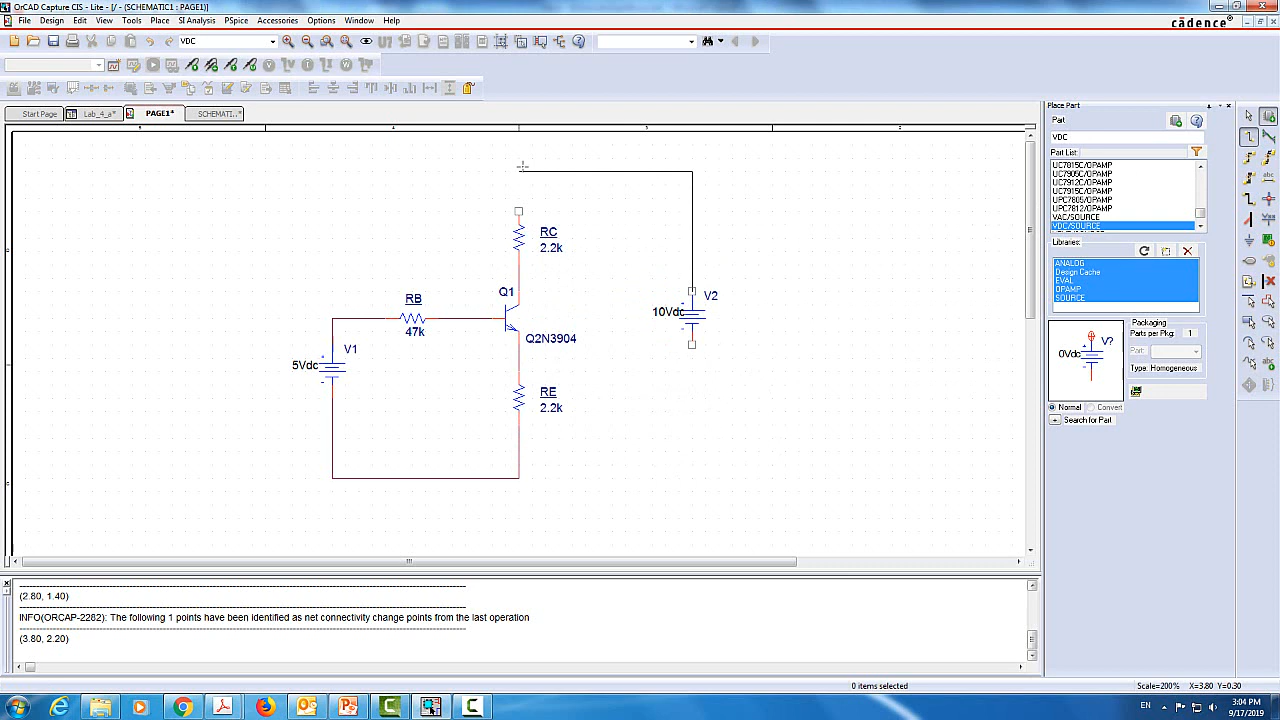 OrCAD Capture CIS - Lite - [/ - (SCHEMATIC1 : PAGE1)]
File Design Edit View Tools Place SI Analysis PSpice Accessories Options Window Help
cādence
VDC
Start Page Lab_4_a* PAGE1* SCHEMATI..*
5 4 3 2
RC
2.2k
RB
47k
Q1
Q2N3904
V1
5Vdc
RE
2.2k
V2
10Vdc
Place Part
Part
VDC
Part List:
UC7815C/OPAMP
UC7905C/OPAMP
UC7912C/OPAMP
UC7915C/OPAMP
UPC7805/OPAMP
UPC7812/OPAMP
VAC/SOURCE
VDC/SOURCE
Libraries:
ANALOG
Design Cache
EVAL
OPAMP
SOURCE
V?
0Vdc
Packaging
Parts per Pkg: 1
Part:
Type: Homogeneous
Normal Convert
Search for Part
(2.80, 1.40)
INFO(ORCAP-2282): The following 1 points have been identified as net connectivity change points from the last operation
(3.80, 2.20)
0 items selected
Scale=200% X=3.80 Y=0.30
EN
3:04 PM
9/17/2019